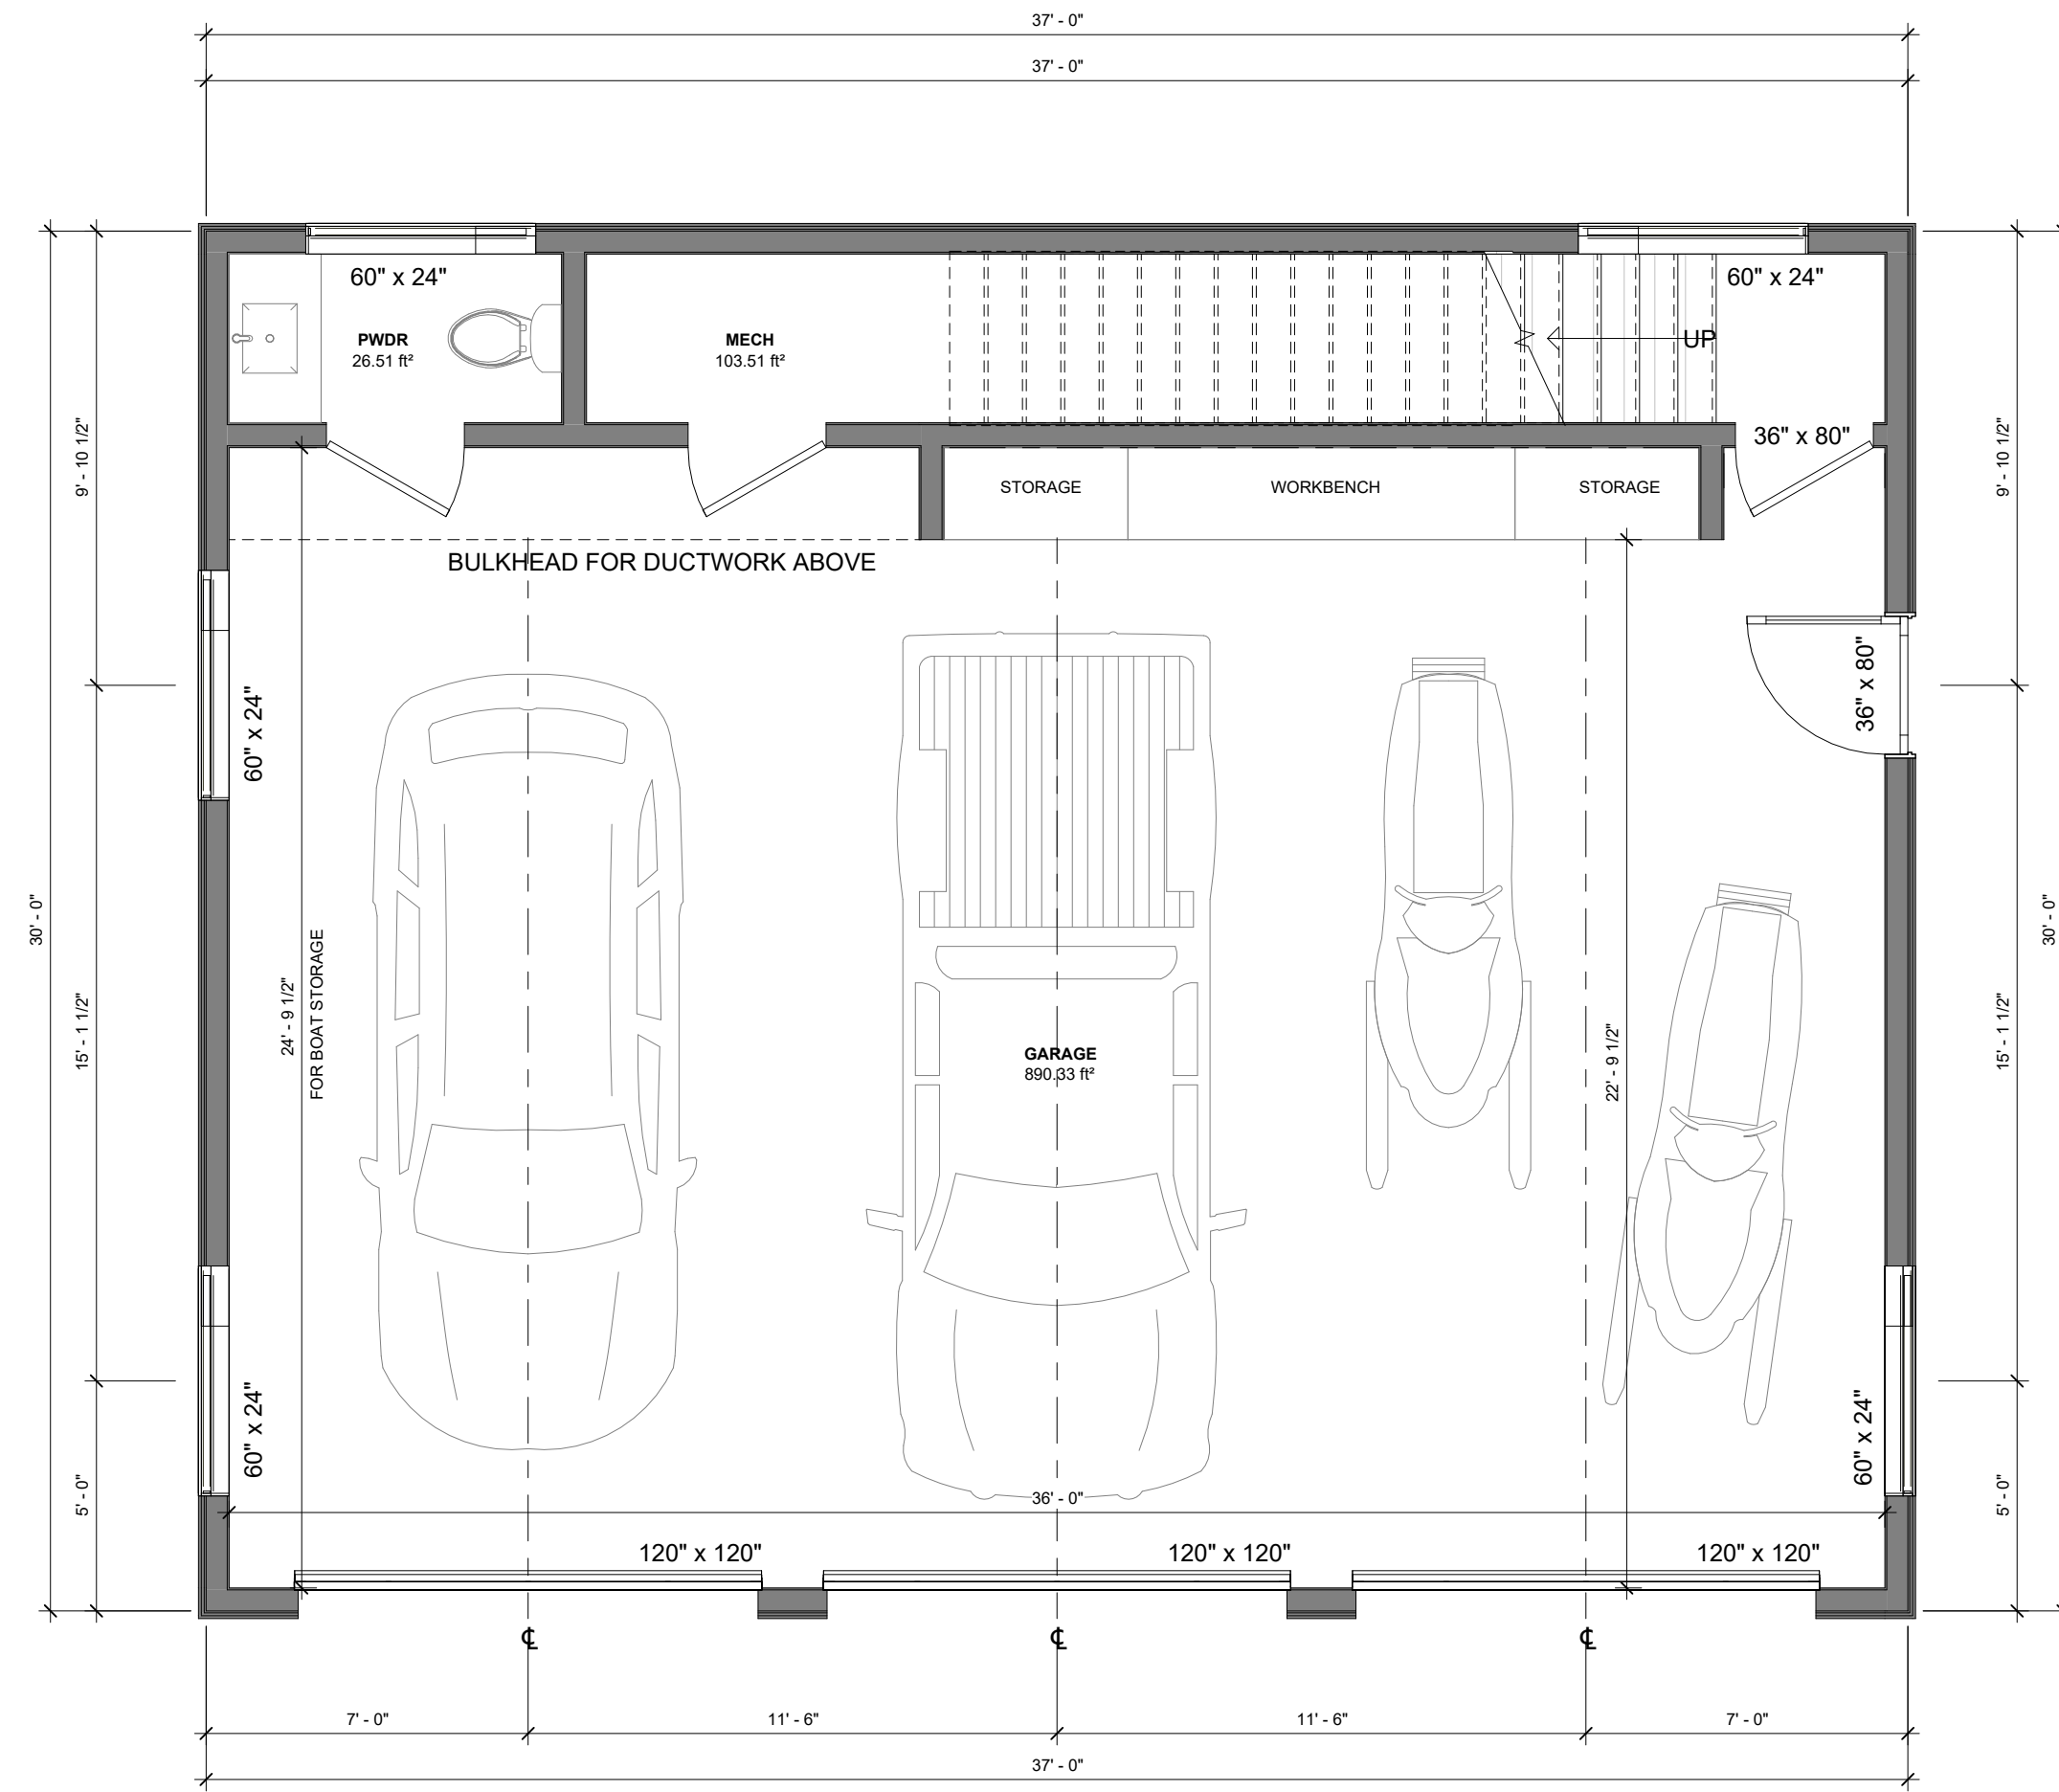 37' - 0"
37' - 0"
60" x 24"
60" x 24"
PWDR
26.51 ft²
MECH
103.51 ft²
UP
9' - 10 1/2"
36" x 80"
9' - 10 1/2"
STORAGE
WORKBENCH
STORAGE
BULKHEAD FOR DUCTWORK ABOVE
60" x 24"
36" x 80"
30' - 0"
30' - 0"
15' - 1 1/2"
24' - 9 1/2"
FOR BOAT STORAGE
GARAGE
890.33 ft²
22' - 9 1/2"
15' - 1 1/2"
60" x 24"
60" x 24"
5' - 0"
36' - 0"
5' - 0"
120" x 120"
120" x 120"
120" x 120"
℄
℄
℄
7' - 0"
11' - 6"
11' - 6"
7' - 0"
37' - 0"